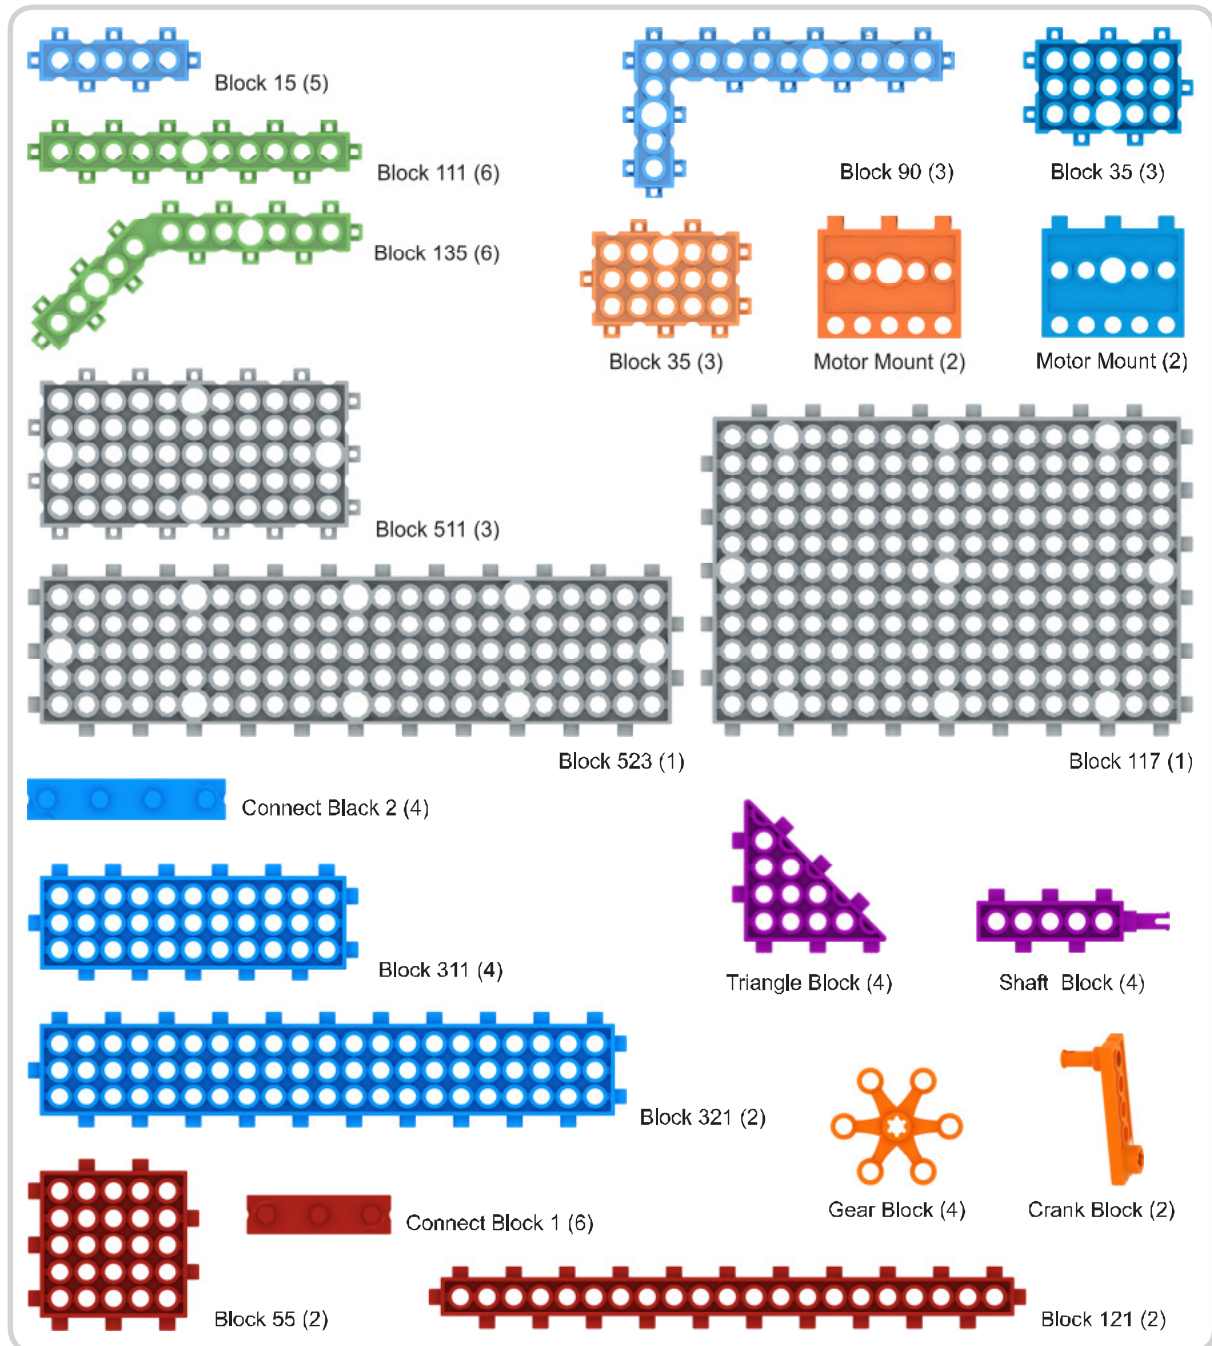 Block 15 (5)
Block 111 (6)
Block 90 (3)
Block 35 (3)
Block 135 (6)
Block 35 (3)
Motor Mount (2)
Motor Mount (2)
Block 511 (3)
Block 523 (1)
Block 117 (1)
Connect Black 2 (4)
Block 311 (4)
Triangle Block (4)
Shaft Block (4)
Block 321 (2)
Gear Block (4)
Crank Block (2)
Connect Block 1 (6)
Block 55 (2)
Block 121 (2)